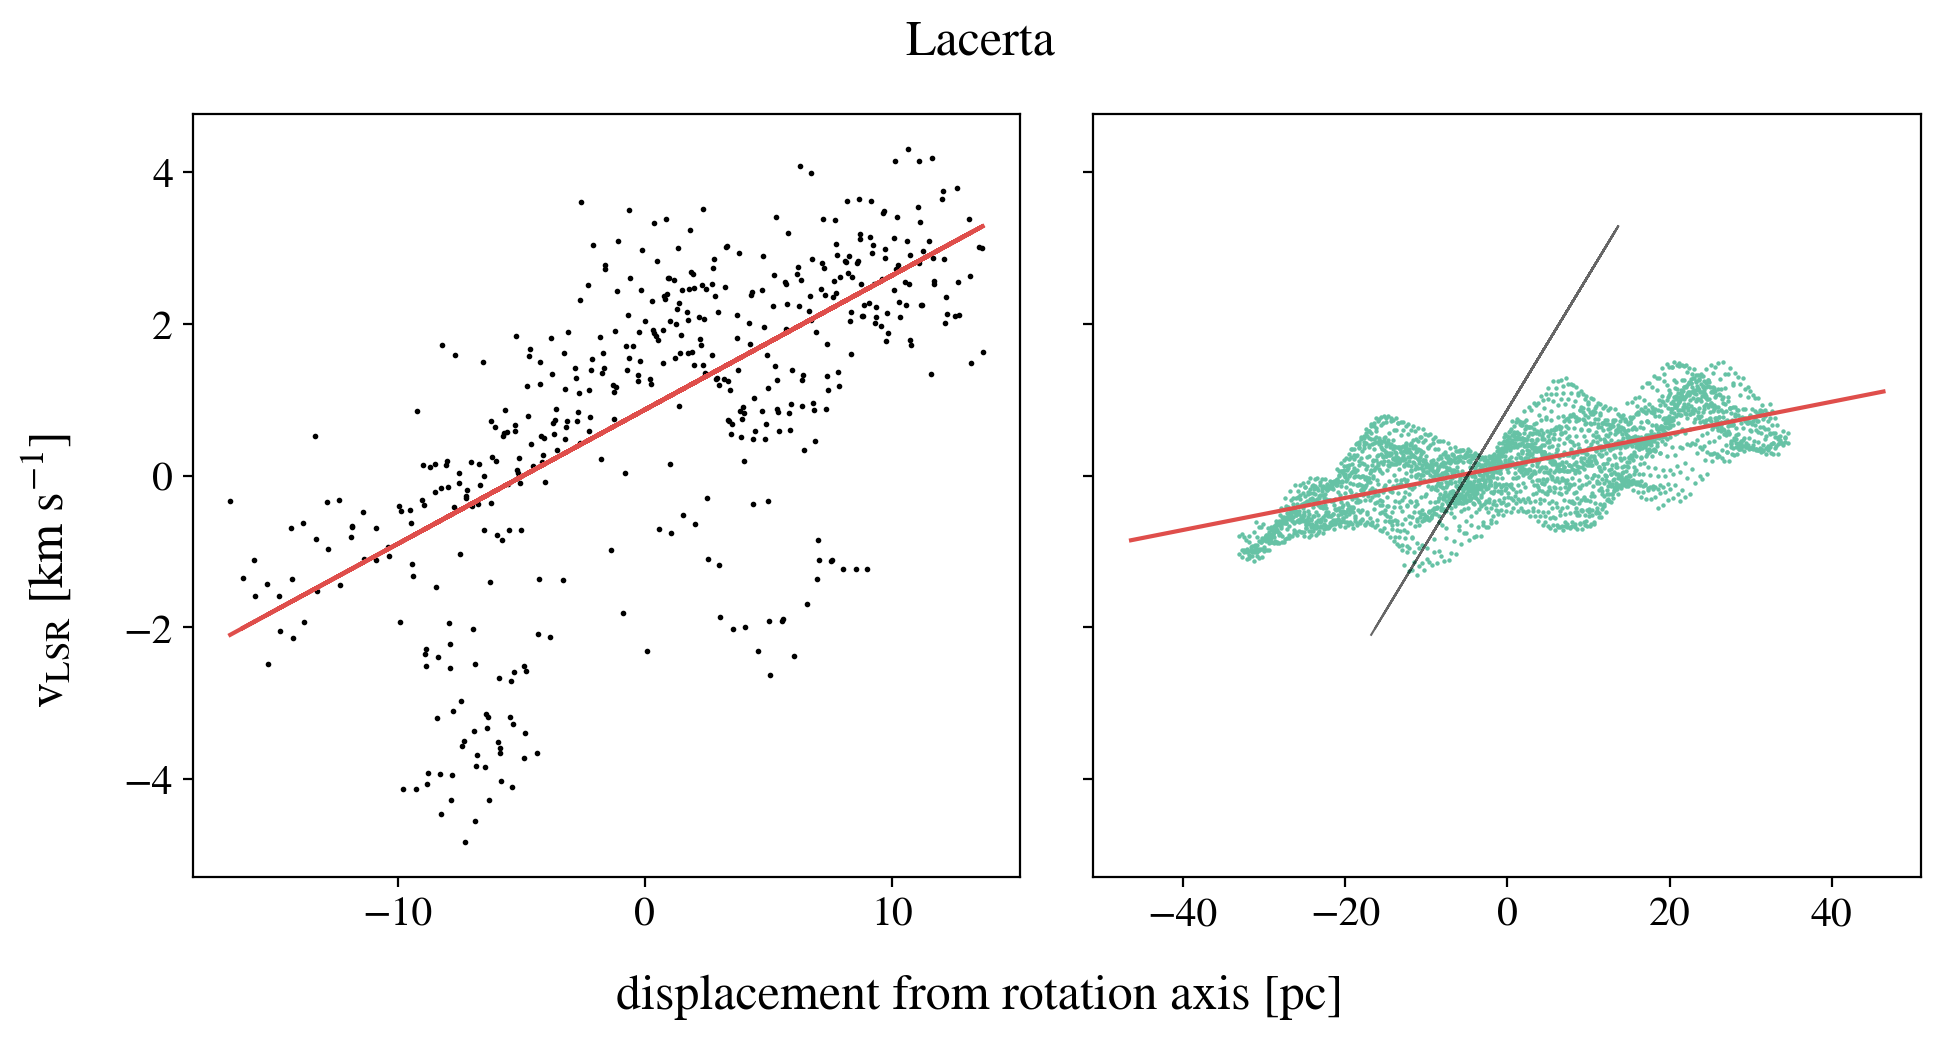 Lacerta
4
2
0
−2
−4
v_LSR [km s⁻¹]
−10 0 10
−40 −20 0 20 40
displacement from rotation axis [pc]